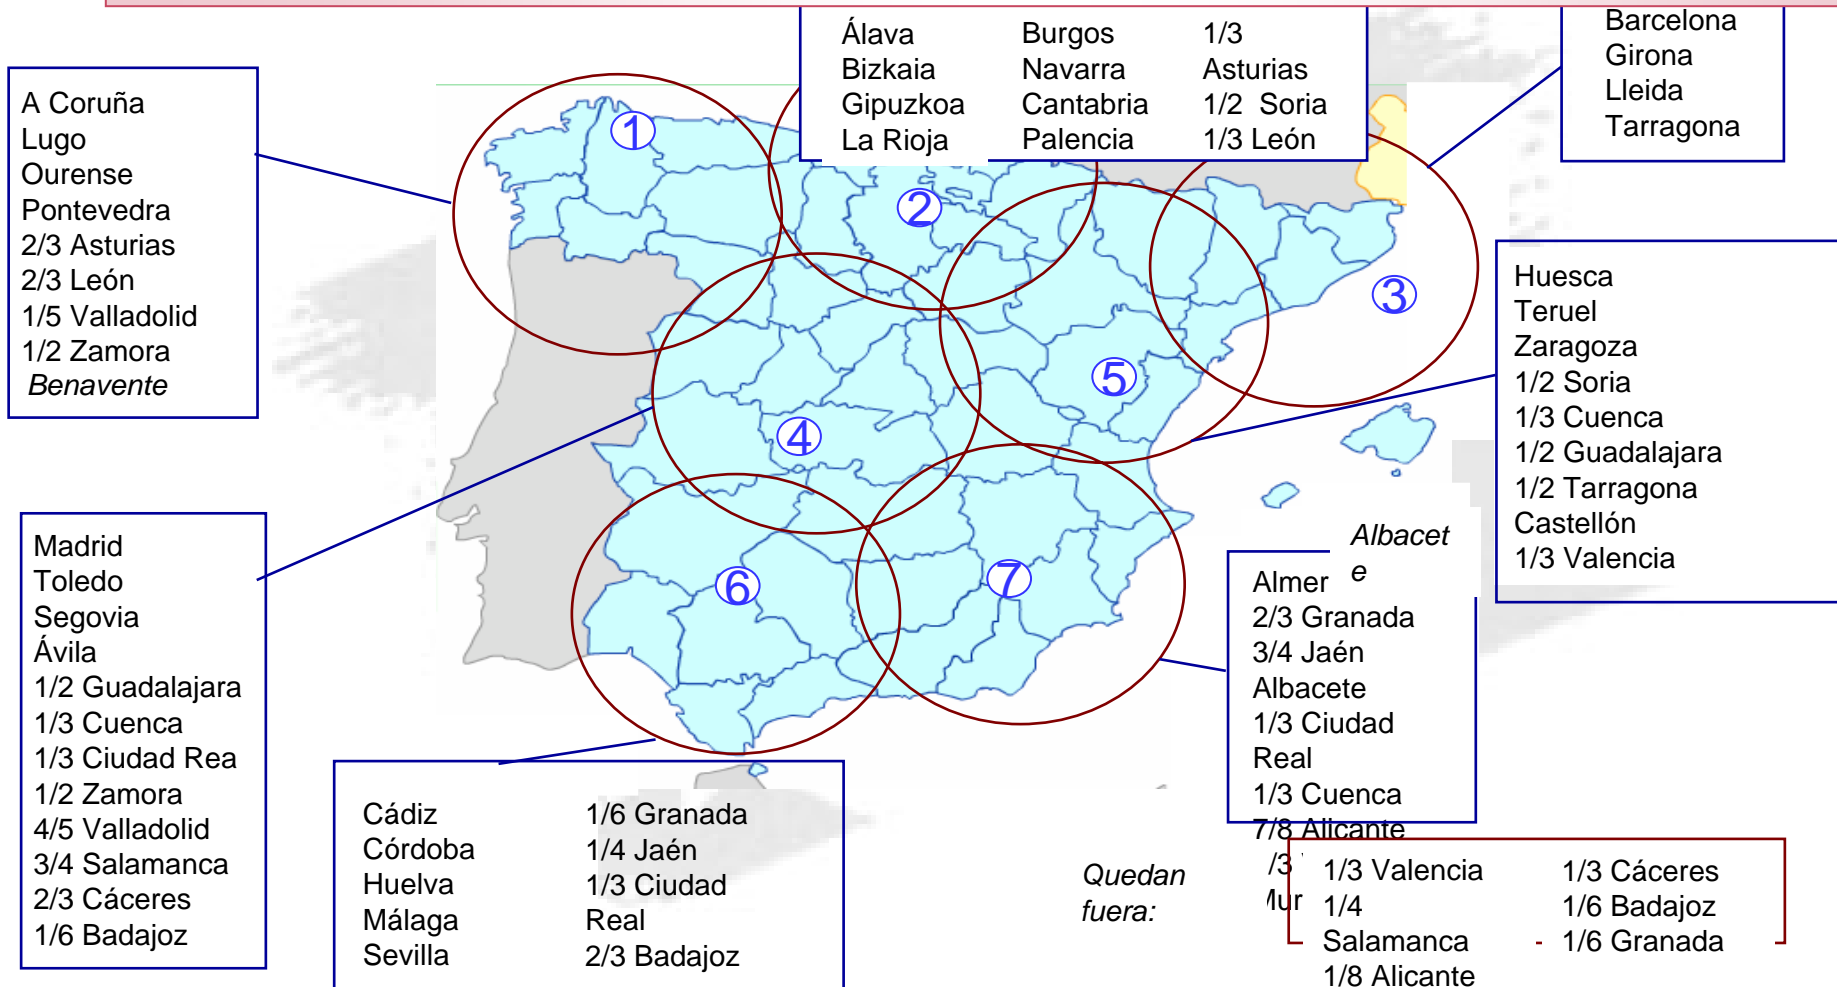 Álava
Bizkaia
Gipuzkoa
La Rioja
Burgos
Navarra
Cantabria
Palencia
1/3
Asturias
1/2 Soria
1/3 León
Barcelona
Girona
Lleida
Tarragona
A Coruña
Lugo
Ourense
Pontevedra
2/3 Asturias
2/3 León
1/5 Valladolid
1/2 Zamora
Benavente
1
2
3
4
5
6
7
Huesca
Teruel
Zaragoza
1/2 Soria
1/3 Cuenca
1/2 Guadalajara
1/2 Tarragona
Castellón
1/3 Valencia
Madrid
Toledo
Segovia
Ávila
1/2 Guadalajara
1/3 Cuenca
1/3 Ciudad Rea
1/2 Zamora
4/5 Valladolid
3/4 Salamanca
2/3 Cáceres
1/6 Badajoz
Albacet
e
Almer
2/3 Granada
3/4 Jaén
Albacete
1/3 Ciudad
Real
1/3 Cuenca
7/8 Alicante
Cádiz
Córdoba
Huelva
Málaga
Sevilla
1/6 Granada
1/4 Jaén
1/3 Ciudad
Real
2/3 Badajoz
Quedan
fuera:
1/3 Valencia
1/4
Salamanca
1/8 Alicante
1/3 Cáceres
1/6 Badajoz
1/6 Granada